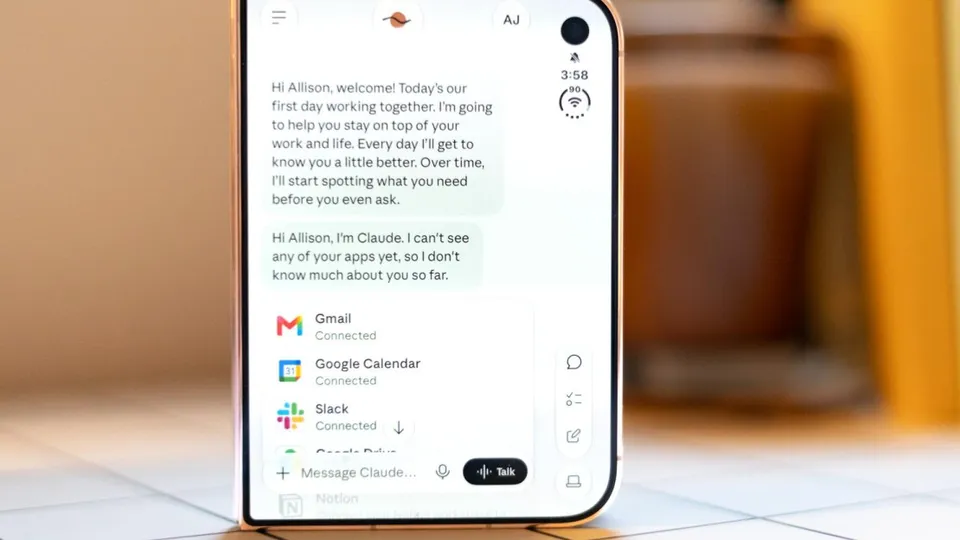 AJ
3:58
90
Hi Allison, welcome! Today's our
first day working together. I'm going
to help you stay on top of your
work and life. Every day I'll get to
know you a little better. Over time,
I'll start spotting what you need
before you even ask.
Hi Allison, I'm Claude. I can't see
any of your apps yet, so I don't
know much about you so far.
Gmail
Connected
31
Google Calendar
Connected
Slack
Connected
Google Drive
Message Claude...
Talk
Notion